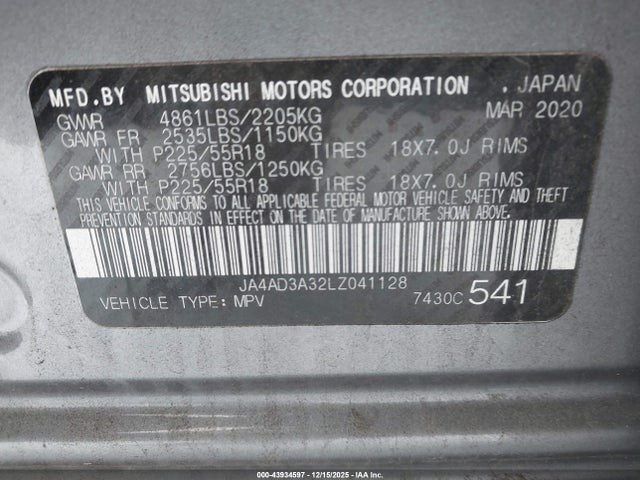 MFD.BY MITSUBISHI MOTORS CORPORATION . JAPAN
GVWR 4861LBS/2205KG MAR 2020
GAWR FR 2535LBS/1150KG
WITH P225/55R18 TIRES 18X7.0J RIMS
GAWR RR 2756LBS/1250KG
WITH P225/55R18 TIRES 18X7.0J RIMS
THIS VEHICLE CONFORMS TO ALL APPLICABLE FEDERAL MOTOR VEHICLE SAFETY AND THEFT
PREVENTION STANDARDS IN EFFECT ON THE DATE OF MANUFACTURE SHOWN ABOVE.
JA4AD3A32LZ041128
VEHICLE TYPE: MPV 7430C 541
© 000-43934597 - 12/15/2025 - IAA Inc.